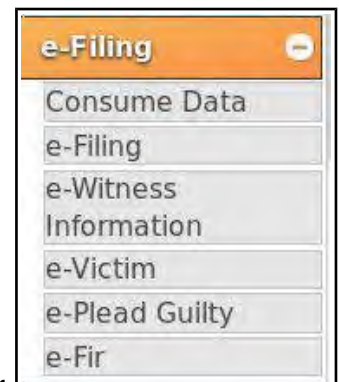 e-Filing
Consume Data
e-Filing
e-Witness
Information
e-Victim
e-Plead Guilty
e-Fir